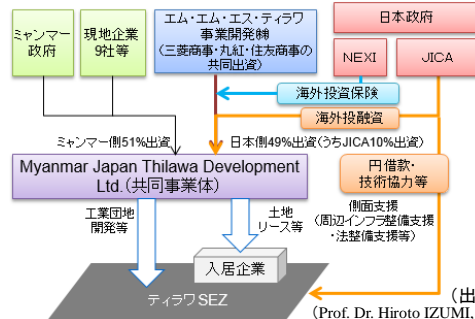 ミャンマー
政府
現地企業
9社等
エム・エム・エス・ティラワ
事業開発㈱
(三菱商事・丸紅・住友商事の
共同出資)
日本政府
NEXI
JICA
海外投資保険
海外投融資
ミャンマー側51%出資
日本側49%出資(うちJICA10%出資)
Myanmar Japan Thilawa Development
Ltd.(共同事業体)
円借款・
技術協力等
工業団地
開発等
土地
リース等
側面支援
(周辺インフラ整備支援
・法整備支援等)
入居企業
ティラワSEZ
(出
(Prof. Dr. Hiroto IZUMI,